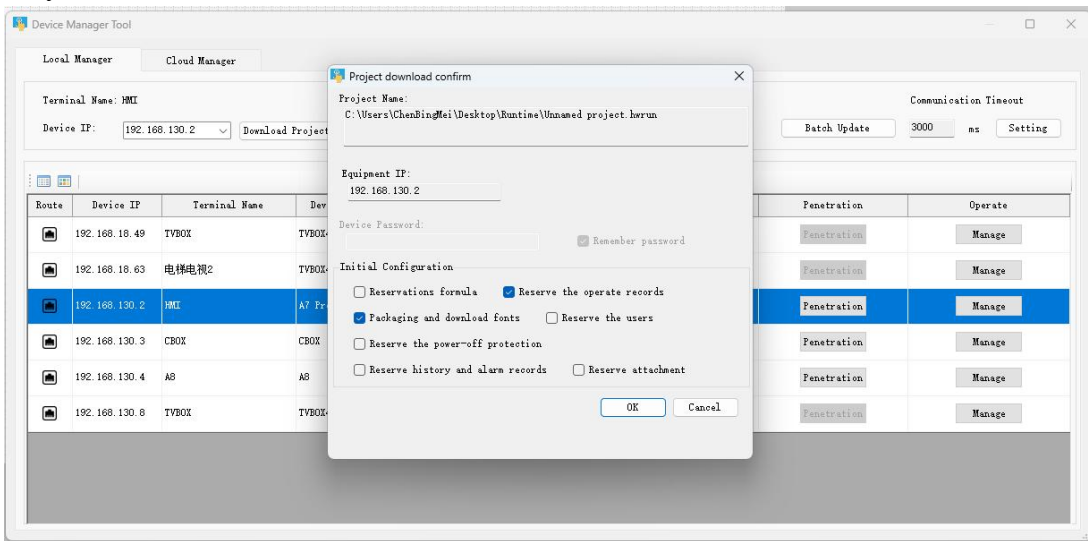 Device Manager Tool
Local Manager Cloud Manager
Terminal Name: HMI
Device IP: 192.168.130.2 Download Project
Batch Update
Communication Timeout
3000 ms Setting
Project download confirm
Project Name:
C:\Users\ChenBingMei\Desktop\Runtime\Unnamed project.hwrun
Equipment IP:
192.168.130.2
Device Password:
Remember password
Initial Configuration
Reservations formula Reserve the operate records
Packaging and download fonts Reserve the users
Reserve the power-off protection
Reserve history and alarm records Reserve attachment
OK Cancel
Route Device IP Terminal Name Dev Penetration Operate
192.168.18.49 TVBOX TVBOX Penetration Manage
192.168.18.63 电梯电视2 TVBOX Penetration Manage
192.168.130.2 HMI A7 Pr Penetration Manage
192.168.130.3 CBOX CBOX Penetration Manage
192.168.130.4 A8 A8 Penetration Manage
192.168.130.8 TVBOX TVBOX Penetration Manage